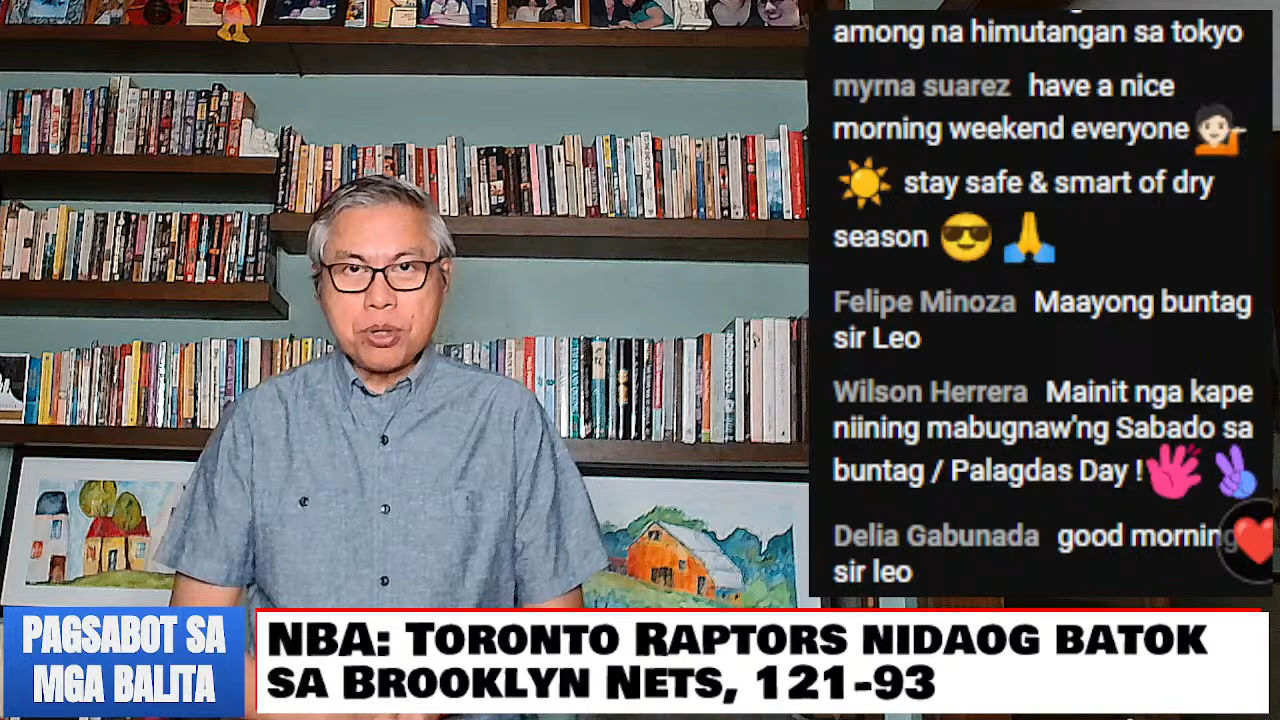 among na himutangan sa tokyo
myrna suarez have a nice
morning weekend everyone
stay safe & smart of dry
season
Felipe Minoza Maayong buntag
sir Leo
Wilson Herrera Mainit nga kape
niining mabugnaw'ng Sabado sa
buntag / Palagdas Day !
Delia Gabunada good morning
sir leo
PAGSABOT SA
MGA BALITA
NBA: Toronto Raptors nidaog batok
sa Brooklyn Nets, 121-93